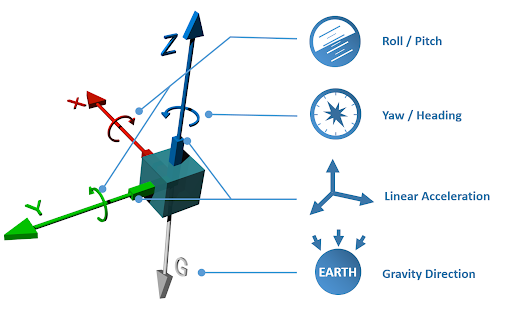 Z
Roll / Pitch
X
Yaw / Heading
Y
Linear Acceleration
G
EARTH
Gravity Direction